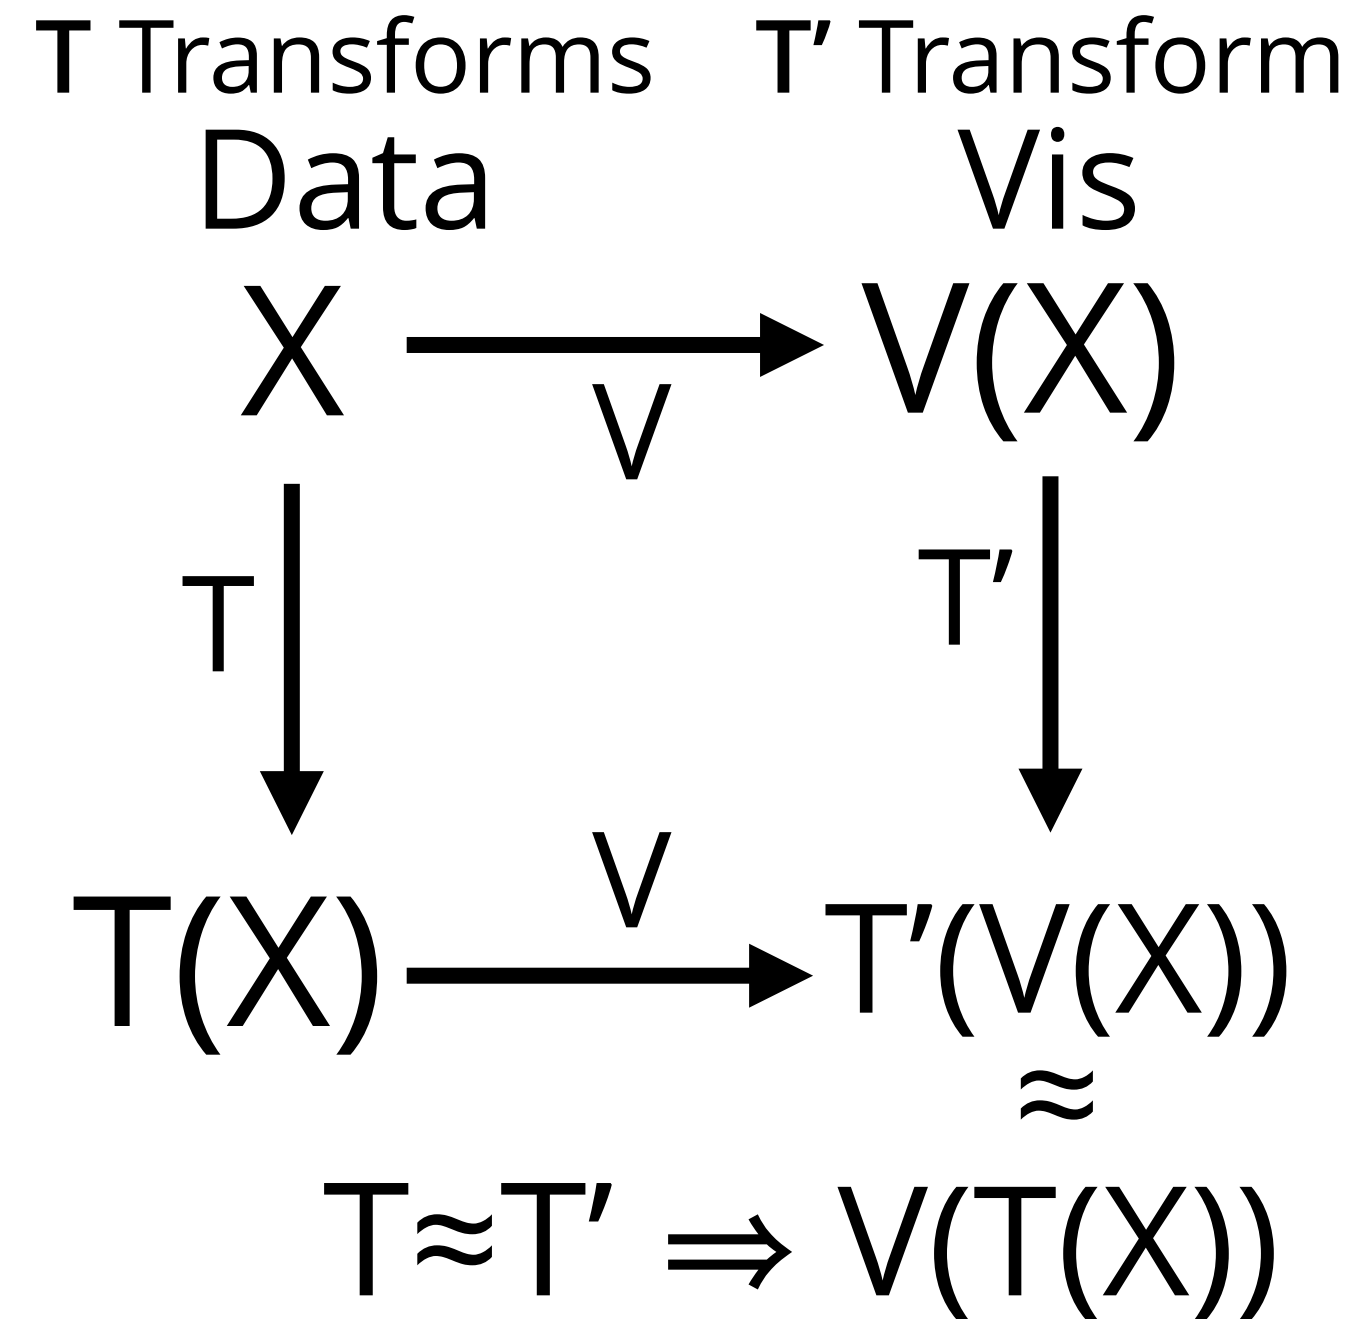 T Transforms T′ Transform
Data Vis
X V(X)
V
T T′
V
T(X) T′(V(X))
≈
T≈T′ ⇒ V(T(X))